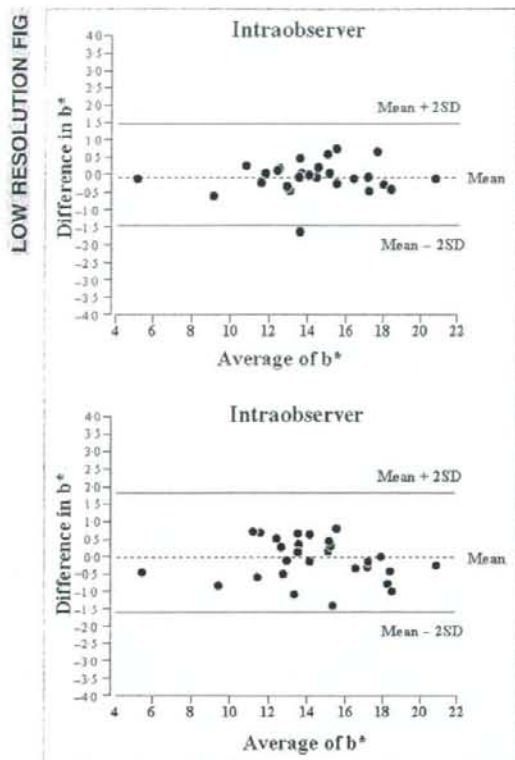 LOW RESOLUTION FIG
Intraobserver
Difference in b*
4·0
3·5
3·0
2·5
2·0
1·5
1·0
0·5
0·0
-0·5
-1·0
-1·5
-2·0
-2·5
-3·0
-3·5
-4·0
Mean + 2SD
Mean
Mean – 2SD
4 6 8 10 12 14 16 18 20 22
Average of b*
Intraobserver
Difference in b*
4·0
3·5
3·0
2·5
2·0
1·5
1·0
0·5
0·0
-0·5
-1·0
-1·5
-2·0
-2·5
-3·0
-3·5
-4·0
Mean + 2SD
Mean
Mean – 2SD
4 6 8 10 12 14 16 18 20 22
Average of b*